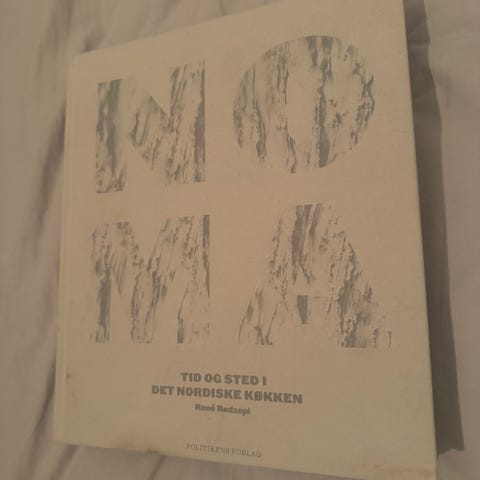 NO
MA
TID OG STED I
DET NORDISKE KØKKEN
René Redzepi
POLITIKENS FORLAG